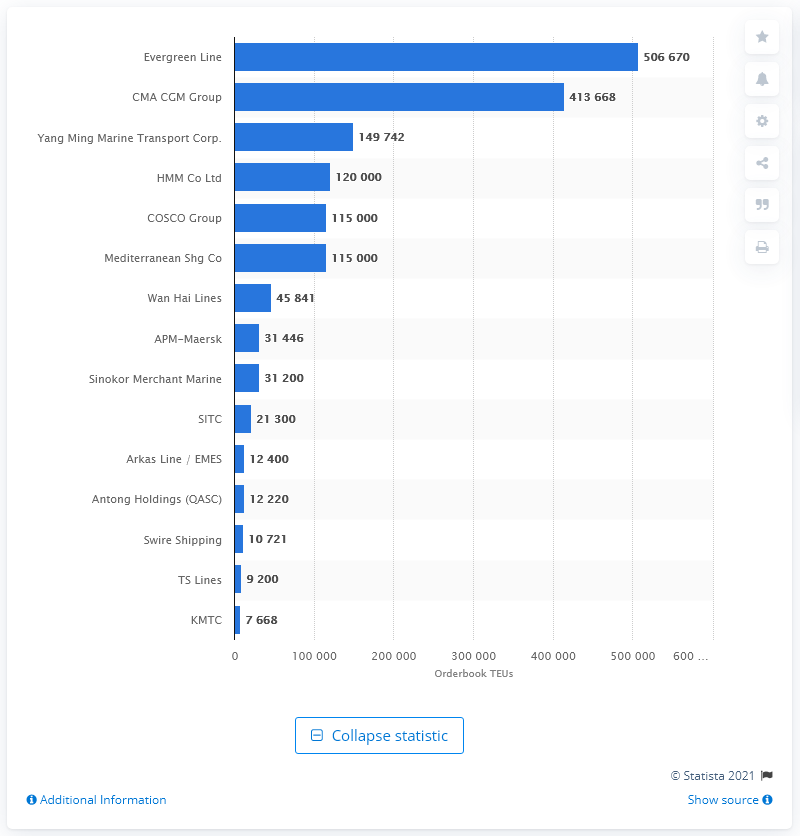 Evergreen Line 506 670
CMA CGM Group 413 668
Yang Ming Marine Transport Corp. 149 742
HMM Co Ltd 120 000
COSCO Group 115 000
Mediterranean Shg Co 115 000
Wan Hai Lines 45 841
APM-Maersk 31 446
Sinokor Merchant Marine 31 200
SITC 21 300
Arkas Line / EMES 12 400
Antong Holdings (QASC) 12 220
Swire Shipping 10 721
TS Lines 9 200
KMTC 7 668
0 100 000 200 000 300 000 400 000 500 000 600 ...
Orderbook TEUs
Collapse statistic
© Statista 2021
Additional Information Show source